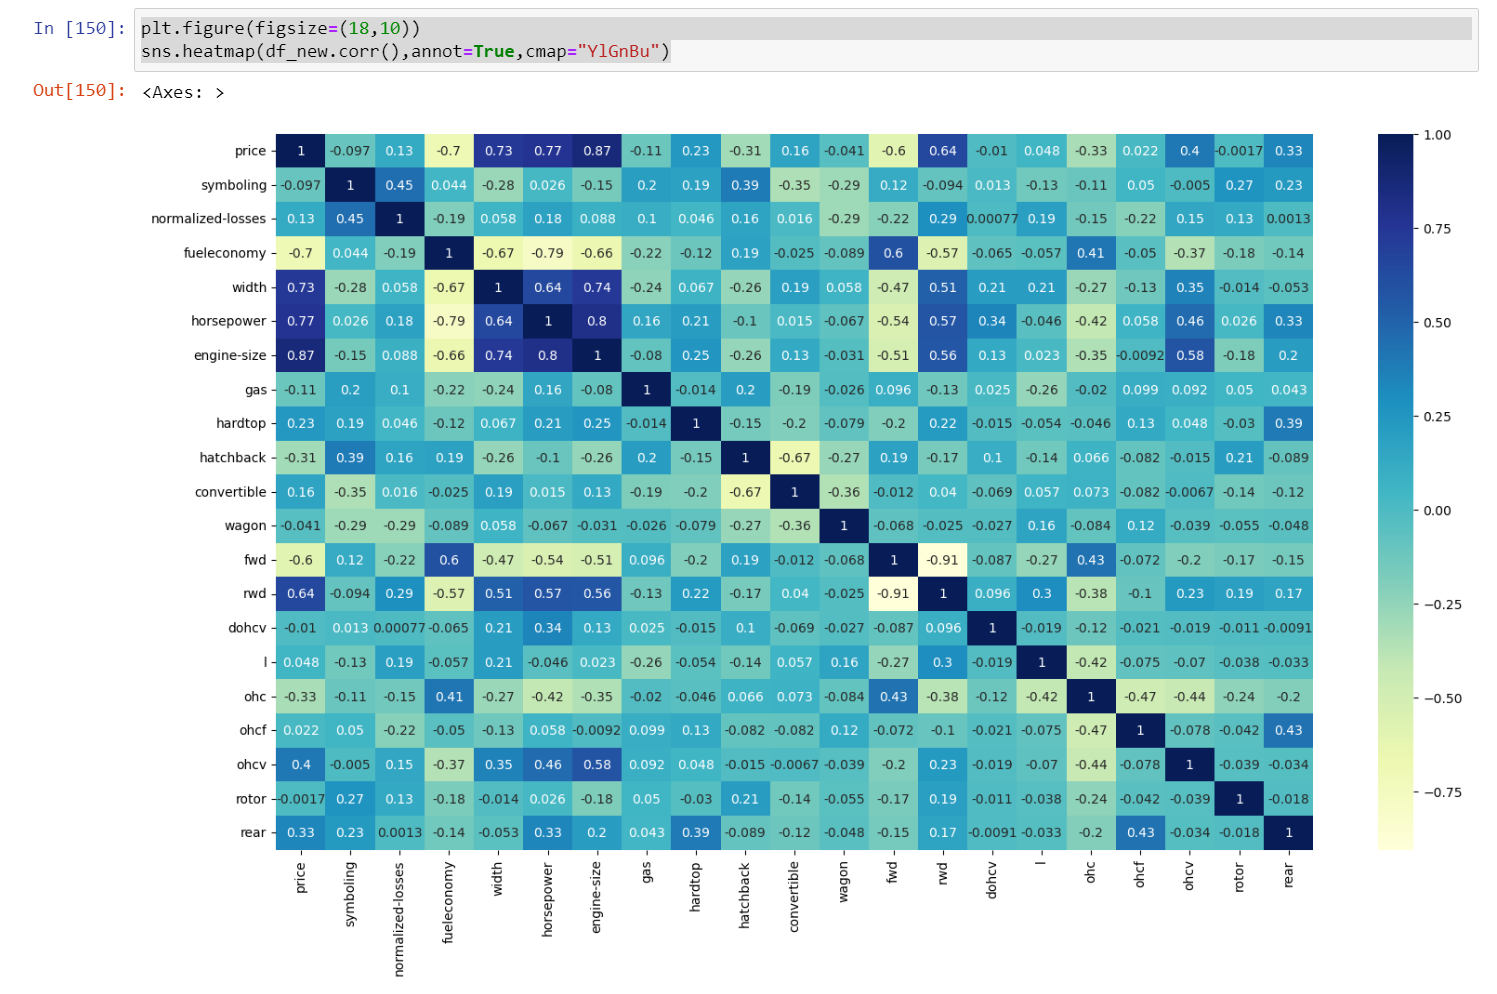 In [150]: plt.figure(figsize=(18,10))
sns.heatmap(df_new.corr(),annot=True,cmap="YlGnBu")
Out[150]: <Axes: >
price 1 -0.097 0.13 -0.7 0.73 0.77 0.87 -0.11 0.23 -0.31 0.16 -0.041 -0.6 0.64 -0.01 0.048 -0.33 0.022 0.4 -0.0017 0.33
symboling -0.097 1 0.45 0.044 -0.28 0.026 -0.15 0.2 0.19 0.39 -0.35 -0.29 0.12 -0.094 0.013 -0.13 -0.11 0.05 -0.005 0.27 0.23
normalized-losses 0.13 0.45 1 -0.19 0.058 0.18 0.088 0.1 0.046 0.16 0.016 -0.29 -0.22 0.29 0.00077 0.19 -0.15 -0.22 0.15 0.13 0.0013
fueleconomy -0.7 0.044 -0.19 1 -0.67 -0.79 -0.66 -0.22 -0.12 0.19 -0.025 -0.089 0.6 -0.57 -0.065 -0.057 0.41 -0.05 -0.37 -0.18 -0.14
width 0.73 -0.28 0.058 -0.67 1 0.64 0.74 -0.24 0.067 -0.26 0.19 0.058 -0.47 0.51 0.21 0.21 -0.27 -0.13 0.35 -0.014 -0.053
horsepower 0.77 0.026 0.18 -0.79 0.64 1 0.8 0.16 0.21 -0.1 0.015 -0.067 -0.54 0.57 0.34 -0.046 -0.42 0.058 0.46 0.026 0.33
engine-size 0.87 -0.15 0.088 -0.66 0.74 0.8 1 -0.08 0.25 -0.26 0.13 -0.031 -0.51 0.56 0.13 0.023 -0.35 -0.0092 0.58 -0.18 0.2
gas -0.11 0.2 0.1 -0.22 -0.24 0.16 -0.08 1 -0.014 0.2 -0.19 -0.026 0.096 -0.13 0.025 -0.26 -0.02 0.099 0.092 0.05 0.043
hardtop 0.23 0.19 0.046 -0.12 0.067 0.21 0.25 -0.014 1 -0.15 -0.2 -0.079 -0.2 0.22 -0.015 -0.054 -0.046 0.13 0.048 -0.03 0.39
hatchback -0.31 0.39 0.16 0.19 -0.26 -0.1 -0.26 0.2 -0.15 1 -0.67 -0.27 0.19 -0.17 0.1 -0.14 0.066 -0.082 -0.015 0.21 -0.089
convertible 0.16 -0.35 0.016 -0.025 0.19 0.015 0.13 -0.19 -0.2 -0.67 1 -0.36 -0.012 0.04 -0.069 0.057 0.073 -0.082 -0.0067 -0.14 -0.12
wagon -0.041 -0.29 -0.29 -0.089 0.058 -0.067 -0.031 -0.026 -0.079 -0.27 -0.36 1 -0.068 -0.025 -0.027 0.16 -0.084 0.12 -0.039 -0.055 -0.048
fwd -0.6 0.12 -0.22 0.6 -0.47 -0.54 -0.51 0.096 -0.2 0.19 -0.012 -0.068 1 -0.91 -0.087 -0.27 0.43 -0.072 -0.2 -0.17 -0.15
rwd 0.64 -0.094 0.29 -0.57 0.51 0.57 0.56 -0.13 0.22 -0.17 0.04 -0.025 -0.91 1 0.096 0.3 -0.38 -0.1 0.23 0.19 0.17
dohcv -0.01 0.013 0.00077 -0.065 0.21 0.34 0.13 0.025 -0.015 0.1 -0.069 -0.027 -0.087 0.096 1 -0.019 -0.12 -0.021 -0.019 -0.011 -0.0091
l 0.048 -0.13 0.19 -0.057 0.21 -0.046 0.023 -0.26 -0.054 -0.14 0.057 0.16 -0.27 0.3 -0.019 1 -0.42 -0.075 -0.07 -0.038 -0.033
ohc -0.33 -0.11 -0.15 0.41 -0.27 -0.42 -0.35 -0.02 -0.046 0.066 0.073 -0.084 0.43 -0.38 -0.12 -0.42 1 -0.47 -0.44 -0.24 -0.2
ohcf 0.022 0.05 -0.22 -0.05 -0.13 0.058 -0.0092 0.099 0.13 -0.082 -0.082 0.12 -0.072 -0.1 -0.021 -0.075 -0.47 1 -0.078 -0.042 0.43
ohcv 0.4 -0.005 0.15 -0.37 0.35 0.46 0.58 0.092 0.048 -0.015 -0.0067 -0.039 -0.2 0.23 -0.019 -0.07 -0.44 -0.078 1 -0.039 -0.034
rotor -0.0017 0.27 0.13 -0.18 -0.014 0.026 -0.18 0.05 -0.03 0.21 -0.14 -0.055 -0.17 0.19 -0.011 -0.038 -0.24 -0.042 -0.039 1 -0.018
rear 0.33 0.23 0.0013 -0.14 -0.053 0.33 0.2 0.043 0.39 -0.089 -0.12 -0.048 -0.15 0.17 -0.0091 -0.033 -0.2 0.43 -0.034 -0.018 1
price symboling normalized-losses fueleconomy width horsepower engine-size gas hardtop hatchback convertible wagon fwd rwd dohcv l ohc ohcf ohcv rotor rear
1.00
0.75
0.50
0.25
0.00
−0.25
−0.50
−0.75